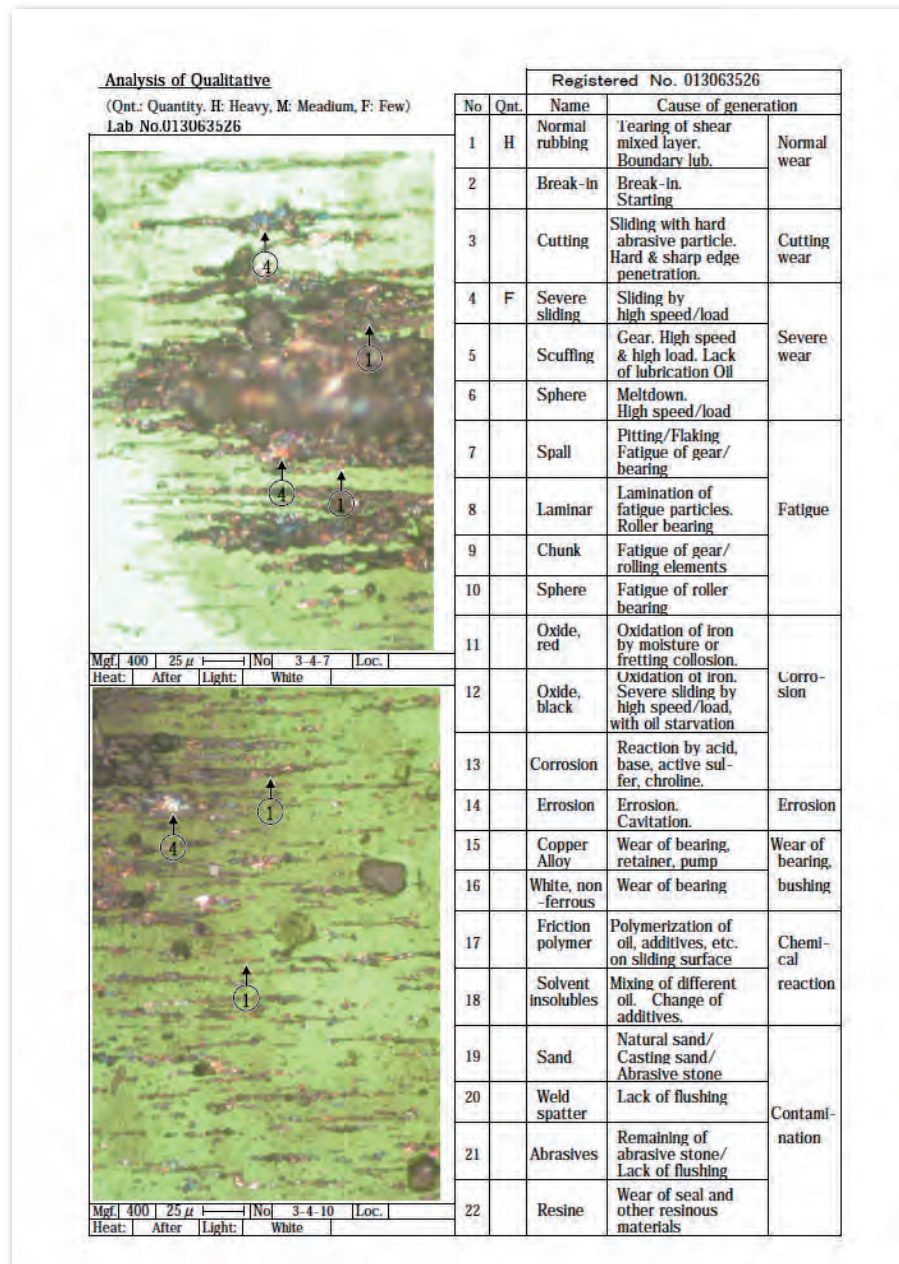 Analysis of Qualitative
(Qnt.: Quantity. H: Heavy, M: Meadium, F: Few)
Lab No.013063526
4
1
4
1
Mgf. 400 25 μ No 3-4-7 Loc.
Heat: After Light: White
1
4
1
Mgf. 400 25 μ No 3-4-10 Loc.
Heat: After Light: White
Registered No. 013063526
No Qnt. Name Cause of generation
1 H Normal rubbing Tearing of shear mixed layer. Boundary lub. Normal wear
2 Break-in Break-in. Starting
3 Cutting Sliding with hard abrasive particle. Hard & sharp edge penetration. Cutting wear
4 F Severe sliding Sliding by high speed/load Severe wear
5 Scuffing Gear. High speed & high load. Lack of lubrication Oil
6 Sphere Meltdown. High speed/load
7 Spall Pitting/Flaking Fatigue of gear/ bearing Fatigue
8 Laminar Lamination of fatigue particles. Roller bearing
9 Chunk Fatigue of gear/ rolling elements
10 Sphere Fatigue of roller bearing
11 Oxide, red Oxidation of iron by moisture or fretting collosion. Corro- sion
12 Oxide, black Oxidation of iron. Severe sliding by high speed/load, with oil starvation
13 Corrosion Reaction by acid, base, active sul- fer, chroline.
14 Errosion Errosion. Cavitation. Errosion
15 Copper Alloy Wear of bearing, retainer, pump Wear of bearing, bushing
16 White, non -ferrous Wear of bearing
17 Friction polymer Polymerization of oil, additives, etc. on sliding surface Chemi- cal reaction
18 Solvent insolubles Mixing of different oil. Change of additives.
19 Sand Natural sand/ Casting sand/ Abrasive stone Contami- nation
20 Weld spatter Lack of flushing
21 Abrasives Remaining of abrasive stone/ Lack of flushing
22 Resine Wear of seal and other resinous materials